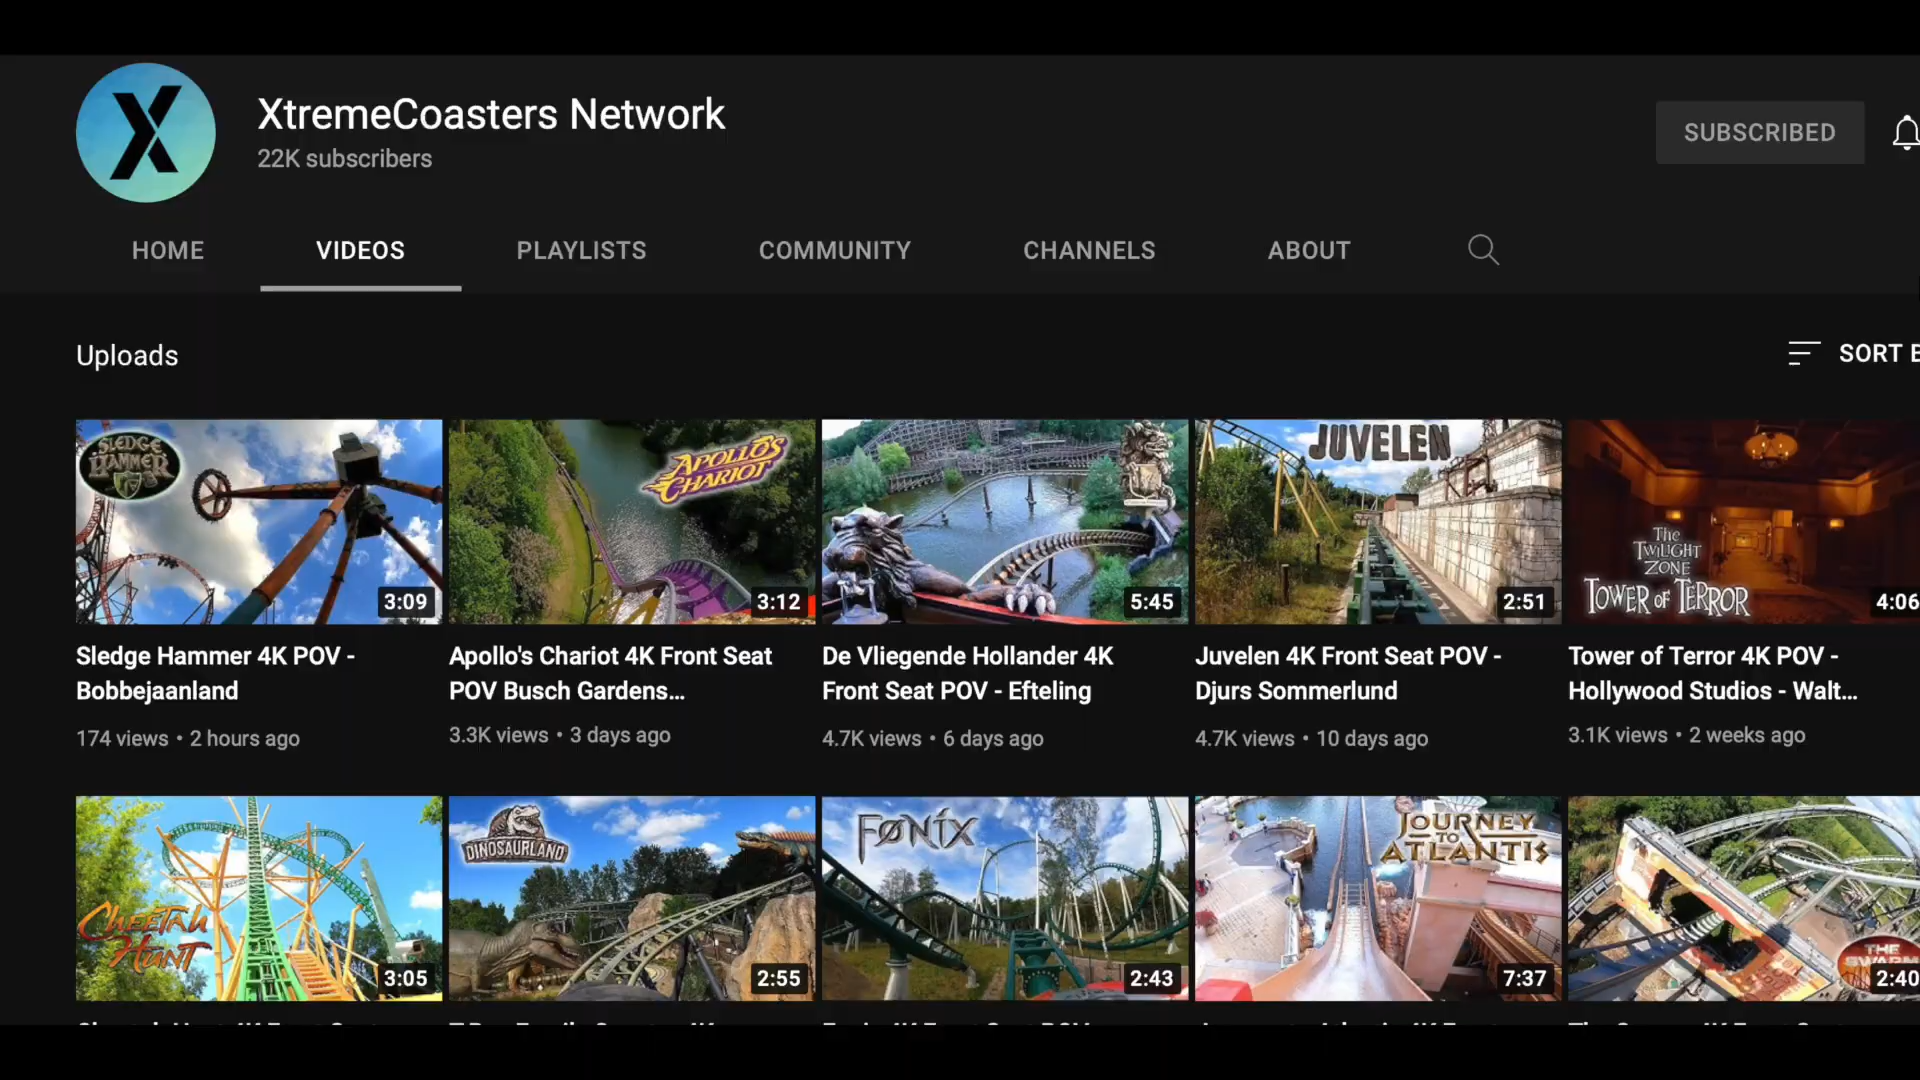 X
XtremeCoasters Network
22K subscribers
SUBSCRIBED
HOME
VIDEOS
PLAYLISTS
COMMUNITY
CHANNELS
ABOUT
Uploads
SORT
SLEDGE
HAMMER
3:09
APOLLO'S
CHARIOT
3:12
5:45
JUVELEN
2:51
The
TWILIGHT
ZONE
TOWER OF TERROR
4:06
Sledge Hammer 4K POV -
Bobbejaanland
174 views • 2 hours ago
Apollo's Chariot 4K Front Seat
POV Busch Gardens...
3.3K views • 3 days ago
De Vliegende Hollander 4K
Front Seat POV - Efteling
4.7K views • 6 days ago
Juvelen 4K Front Seat POV -
Djurs Sommerlund
4.7K views • 10 days ago
Tower of Terror 4K POV -
Hollywood Studios - Walt...
3.1K views • 2 weeks ago
CHEETAH
HUNT
3:05
DINOSAURLAND
2:55
FØNIX
2:43
JOURNEY
TO
ATLANTIS
7:37
THE
SWARM
2:40